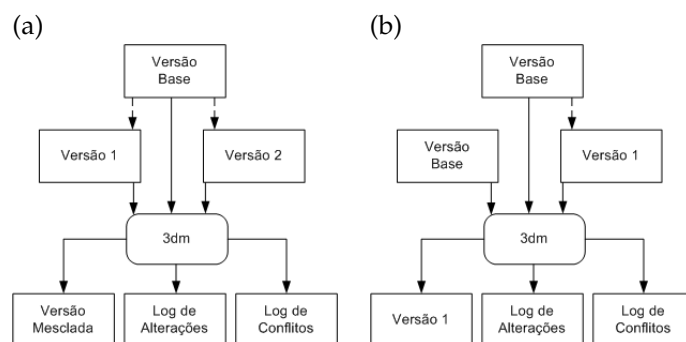 (a)
Versão
Base
Versão 1
Versão 2
3dm
Versão
Mesclada
Log de
Alterações
Log de
Conflitos
(b)
Versão
Base
Versão
Base
Versão 1
3dm
Versão 1
Log de
Alterações
Log de
Conflitos